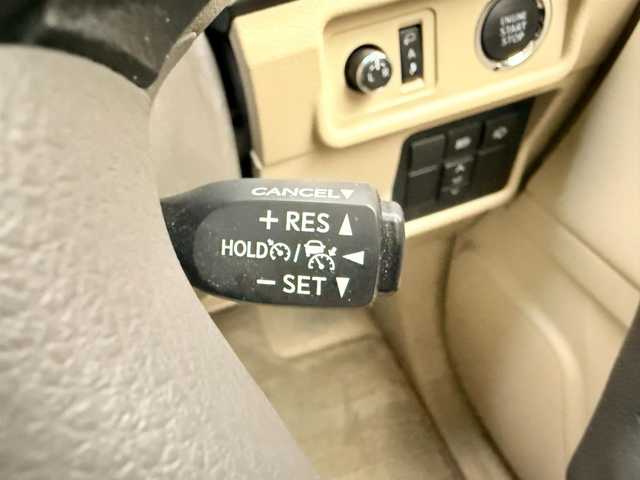 ENGINE
START
STOP
A
L R
CANCEL▼
+ RES ▲
HOLD / ◀
− SET ▼